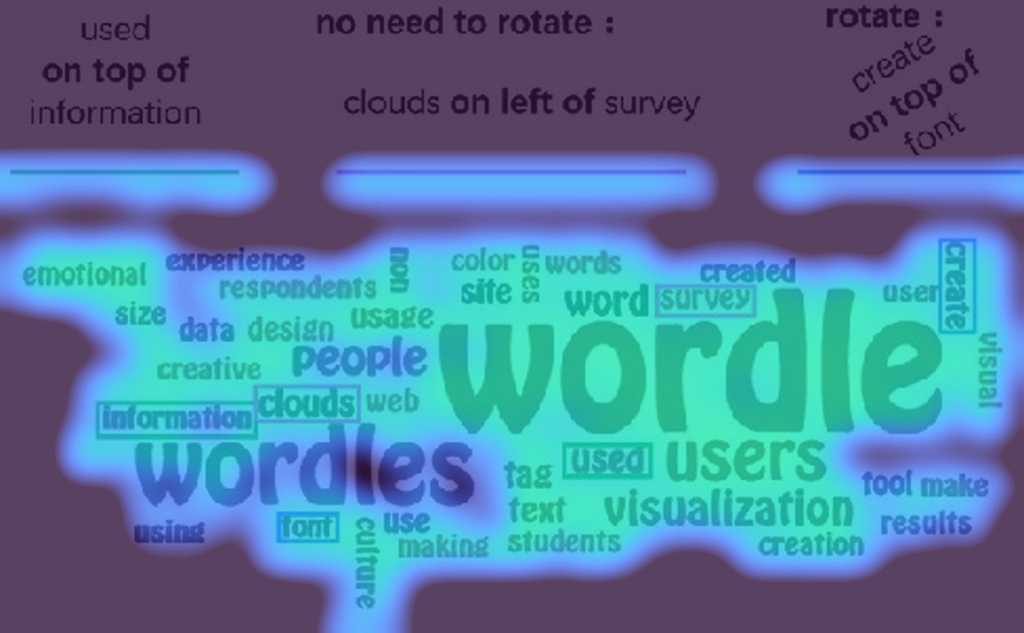 used
on top of
information
no need to rotate :
clouds on left of survey
rotate :
create
on top of
font
emotional
experience
respondents
non
color
uses
words
created
create
user
size
data
design
usage
site
word
survey
wordle
visual
creative
people
information
clouds
web
wordles
tag
used
users
tool
make
using
font
culture
use
text
visualization
results
making
students
creation